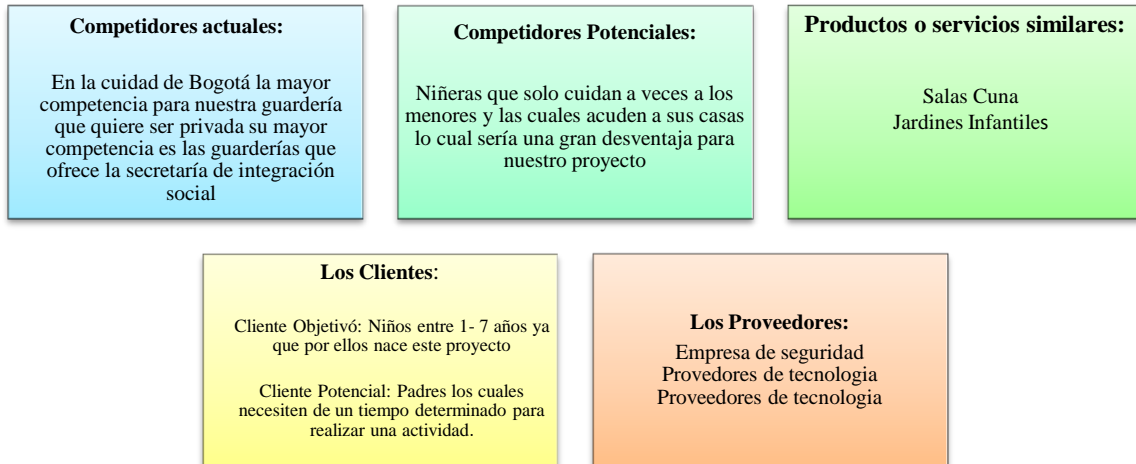 Competidores actuales:
En la cuidad de Bogotá la mayor
competencia para nuestra guardería
que quiere ser privada su mayor
competencia es las guarderías que
ofrece la secretaría de integración
social
Competidores Potenciales:
Niñeras que solo cuidan a veces a los
menores y las cuales acuden a sus casas
lo cual sería una gran desventaja para
nuestro proyecto
Productos o servicios similares:
Salas Cuna
Jardines Infantiles
Los Clientes:
Cliente Objetivó: Niños entre 1- 7 años ya
que por ellos nace este proyecto
Cliente Potencial: Padres los cuales
necesiten de un tiempo determinado para
realizar una actividad.
Los Proveedores:
Empresa de seguridad
Provedores de tecnologia
Proveedores de tecnologia